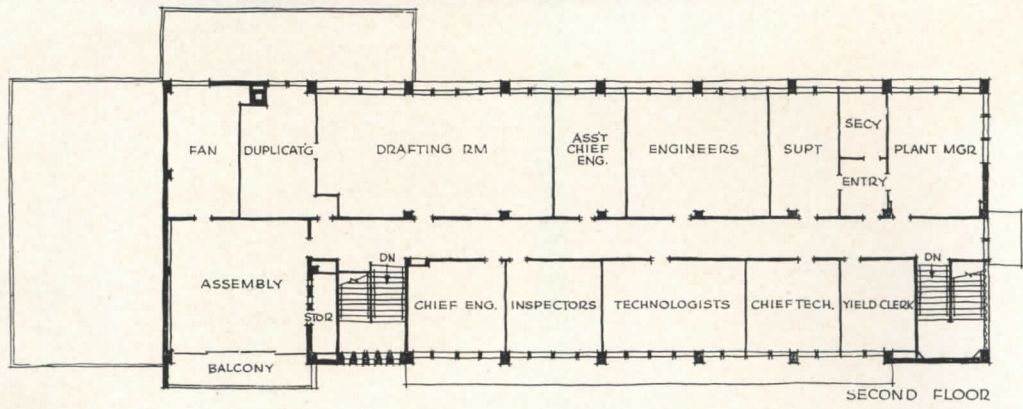 FAN
DUPLICAT'G
DRAFTING RM
ASS'T
CHIEF
ENG.
ENGINEERS
SUPT
SECY
ENTRY
PLANT MGR
ASSEMBLY
STOR
DN
CHIEF ENG.
INSPECTORS
TECHNOLOGISTS
CHIEF TECH.
YIELD CLERK
DN
BALCONY
SECOND FLOOR